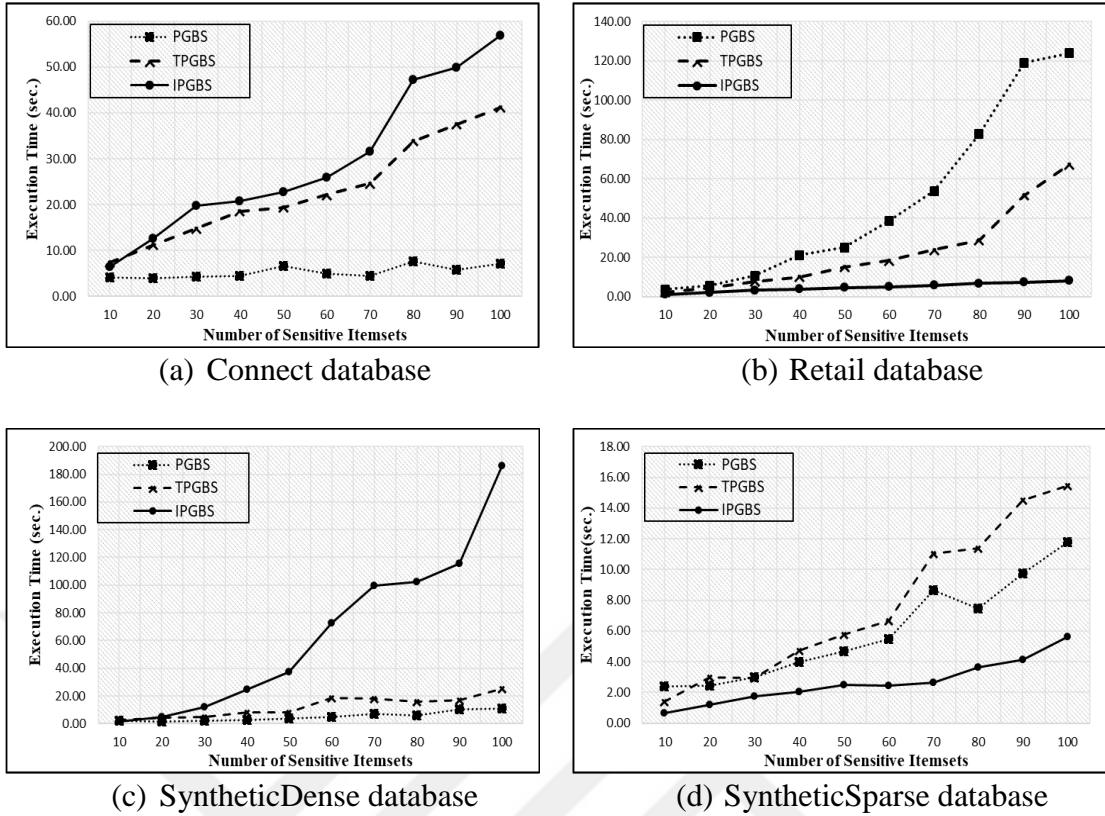 60.00
50.00
40.00
30.00
20.00
10.00
0.00
Execution Time (sec.)
PGBS
TPGBS
IPGBS
10 20 30 40 50 60 70 80 90 100
Number of Sensitive Itemsets
(a) Connect database
140.00
120.00
100.00
80.00
60.00
40.00
20.00
0.00
Execution Time (sec.)
PGBS
TPGBS
IPGBS
10 20 30 40 50 60 70 80 90 100
Number of Sensitive Itemsets
(b) Retail database
200.00
180.00
160.00
140.00
120.00
100.00
80.00
60.00
40.00
20.00
0.00
Execution Time (sec.)
PGBS
TPGBS
IPGBS
10 20 30 40 50 60 70 80 90 100
Number of Sensitive Itemsets
(c) SyntheticDense database
18.00
16.00
14.00
12.00
10.00
8.00
6.00
4.00
2.00
0.00
Execution Time(sec.)
PGBS
TPGBS
IPGBS
10 20 30 40 50 60 70 80 90 100
Number of Sensitive Itemsets
(d) SyntheticSparse database